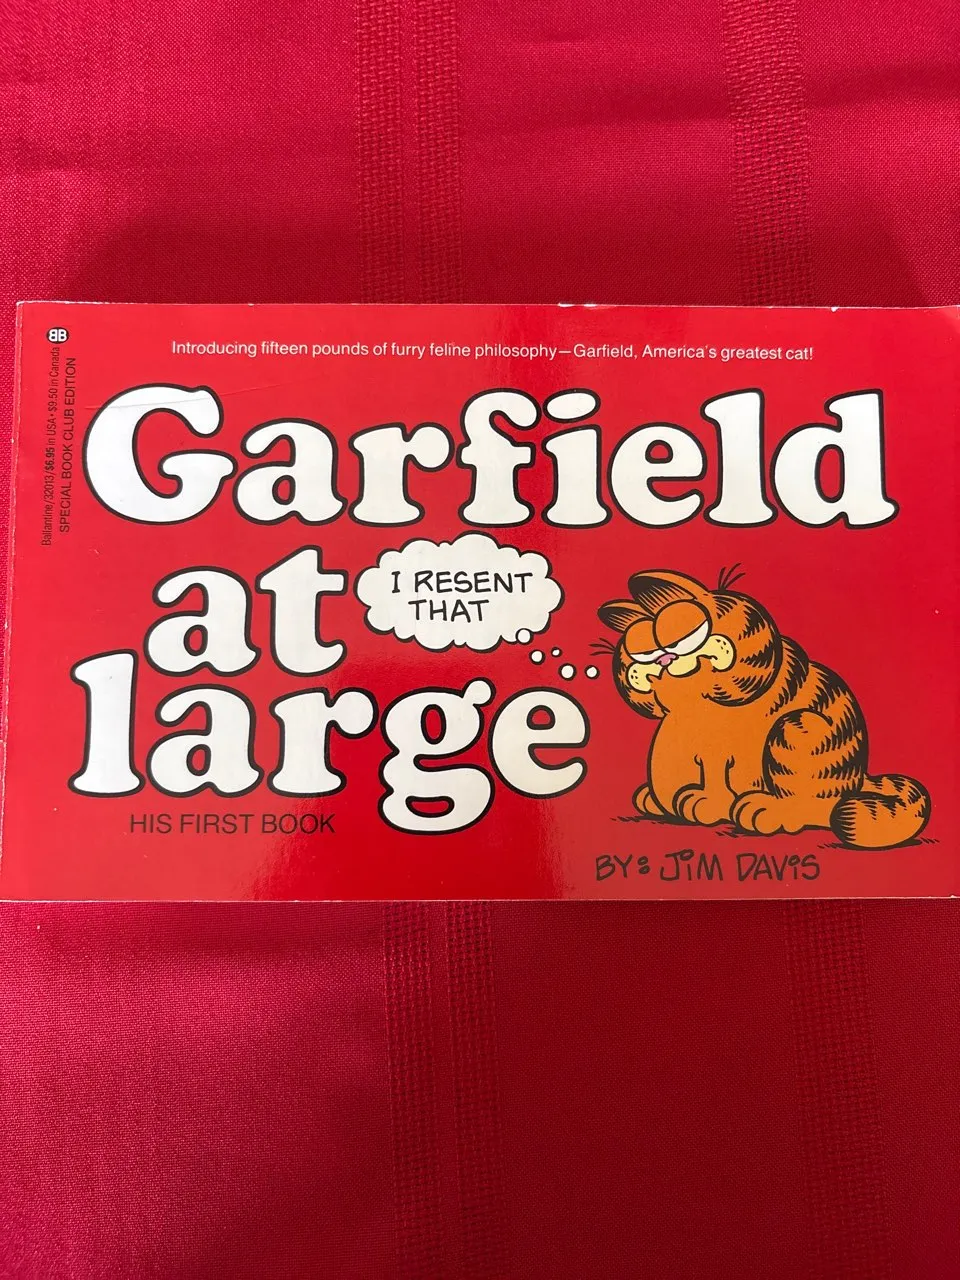 BB
Ballantine/32013/$6.95 in USA • $9.50 in Canada
SPECIAL BOOK CLUB EDITION
Introducing fifteen pounds of furry feline philosophy—Garfield, America's greatest cat!
Garfield
at
large
I RESENT
THAT
HIS FIRST BOOK
BY: JIM DAVIS